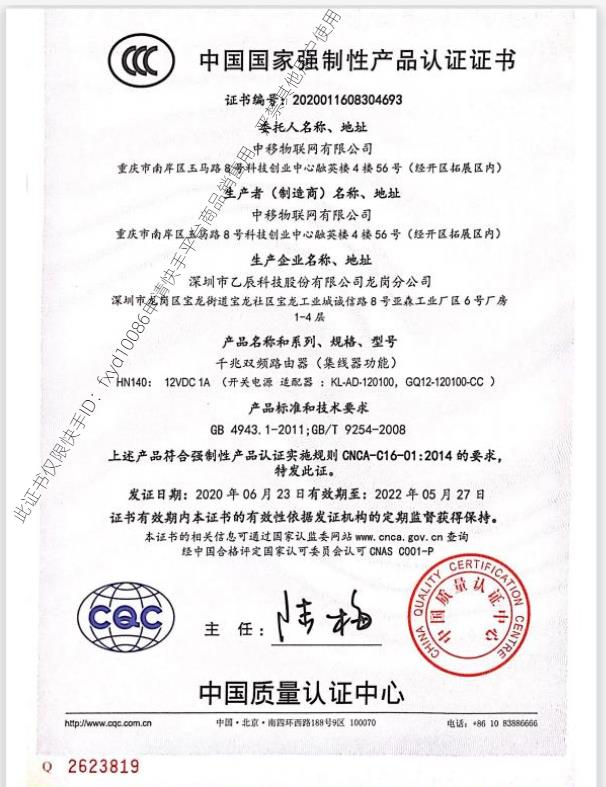 CCC
中国国家强制性产品认证证书
证书编号：2020011608304693
委托人名称、地址
中移物联网有限公司
重庆市南岸区玉马路 8 号科技创业中心融英楼 4 楼 56 号（经开区拓展区内）
生产者（制造商）名称、地址
中移物联网有限公司
重庆市南岸区玉马路 8 号科技创业中心融英楼 4 楼 56 号（经开区拓展区内）
生产企业名称、地址
深圳市乙辰科技股份有限公司龙岗分公司
深圳市龙岗区宝龙街道宝龙社区宝龙工业城诚信路 8 号亚森工业厂区 6 号厂房
1-4 层
产品名称和系列、规格、型号
千兆双频路由器（集线器功能）
HN140： 12VDC 1A （开关电源 适配器 : KL-AD-120100, GQ12-120100-CC ）
产品标准和技术要求
GB 4943.1-2011;GB/T 9254-2008
上述产品符合强制性产品认证实施规则 CNCA-C16-01:2014 的要求,
特发此证。
发证日期：2020 年 06 月 23 日有效期至：2022 年 05 月 27 日
证书有效期内本证书的有效性依据发证机构的定期监督获得保持。
本证书的相关信息可通过国家认监委网站 www.cnca.gov.cn 查询
经中国合格评定国家认可委员会认可 CNAS C001-P
CQC
主 任：陆梅
CHINA QUALITY CERTIFICATION CENTRE
中国质量认证中心
中国质量认证中心
http://www.cqc.com.cn
中国·北京·南四环西路188号9区 100070
电话：+86 10 83886666
Q 2623819
此证书仅限快手ID：fxyd10086申请快手平台商品销售用，严禁其他用户使用